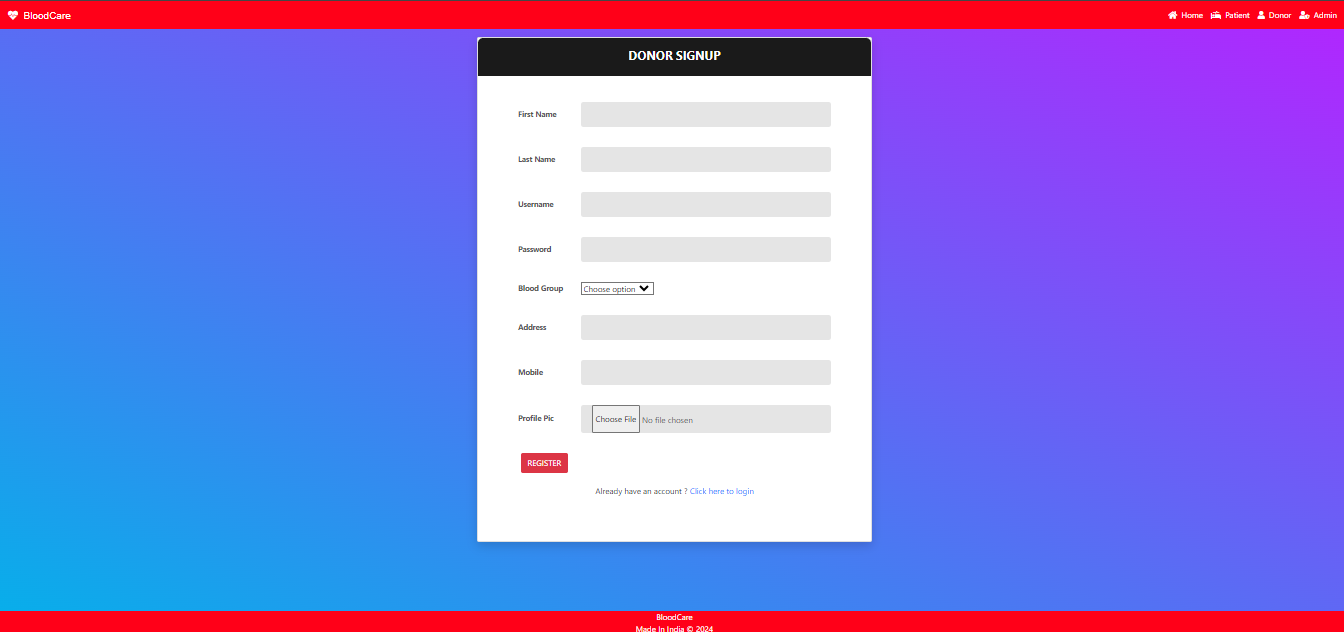 BloodCare
Home Patient Donor Admin
DONOR SIGNUP
First Name
Last Name
Username
Password
Blood Group Choose option
Address
Mobile
Profile Pic Choose File No file chosen
REGISTER
Already have an account ? Click here to login
BloodCare
Made In India © 2024